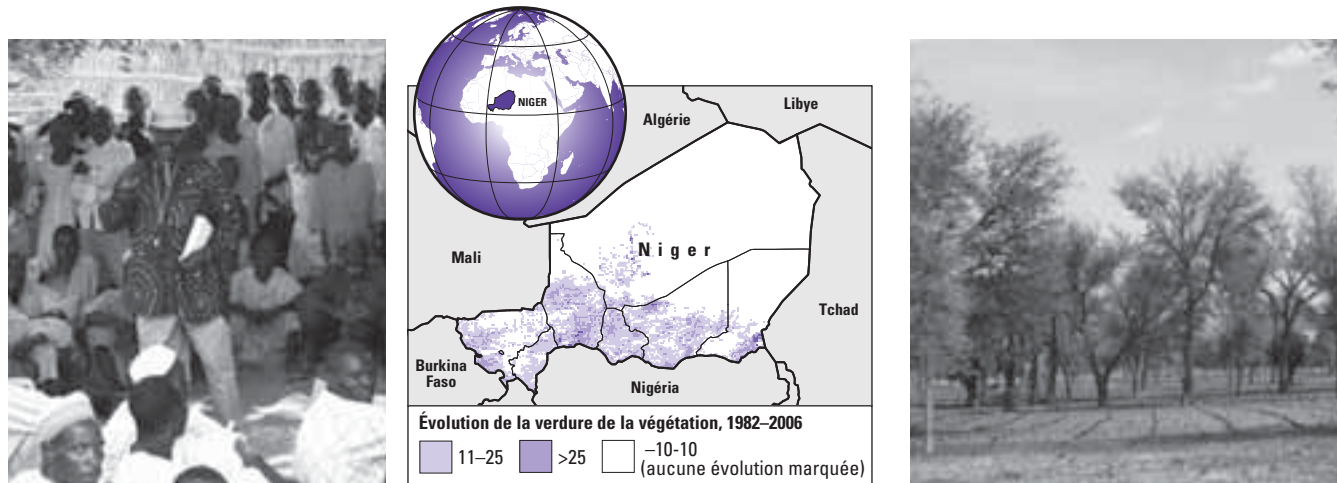 NIGER
Libye
Algérie
Niger
Mali
Tchad
Burkina
Faso
Nigéria
Évolution de la verdure de la végétation, 1982–2006
11–25
>25
–10-10
(aucune évolution marquée)